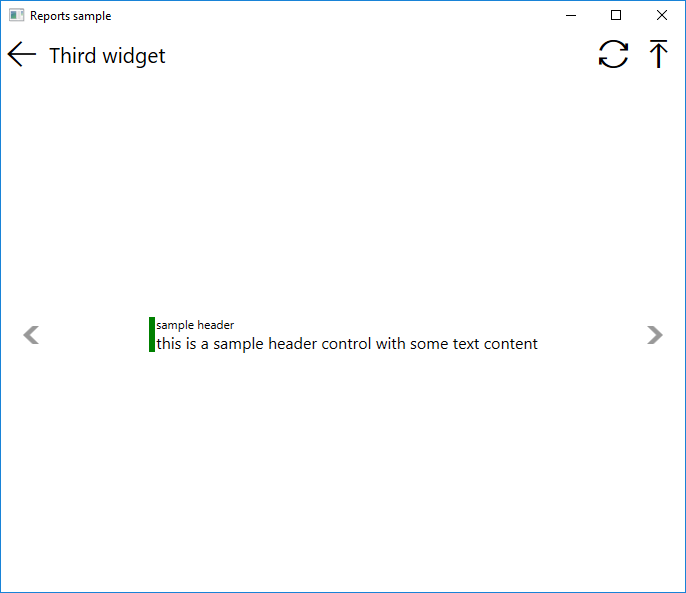 Reports sample
Third widget
sample header
this is a sample header control with some text content